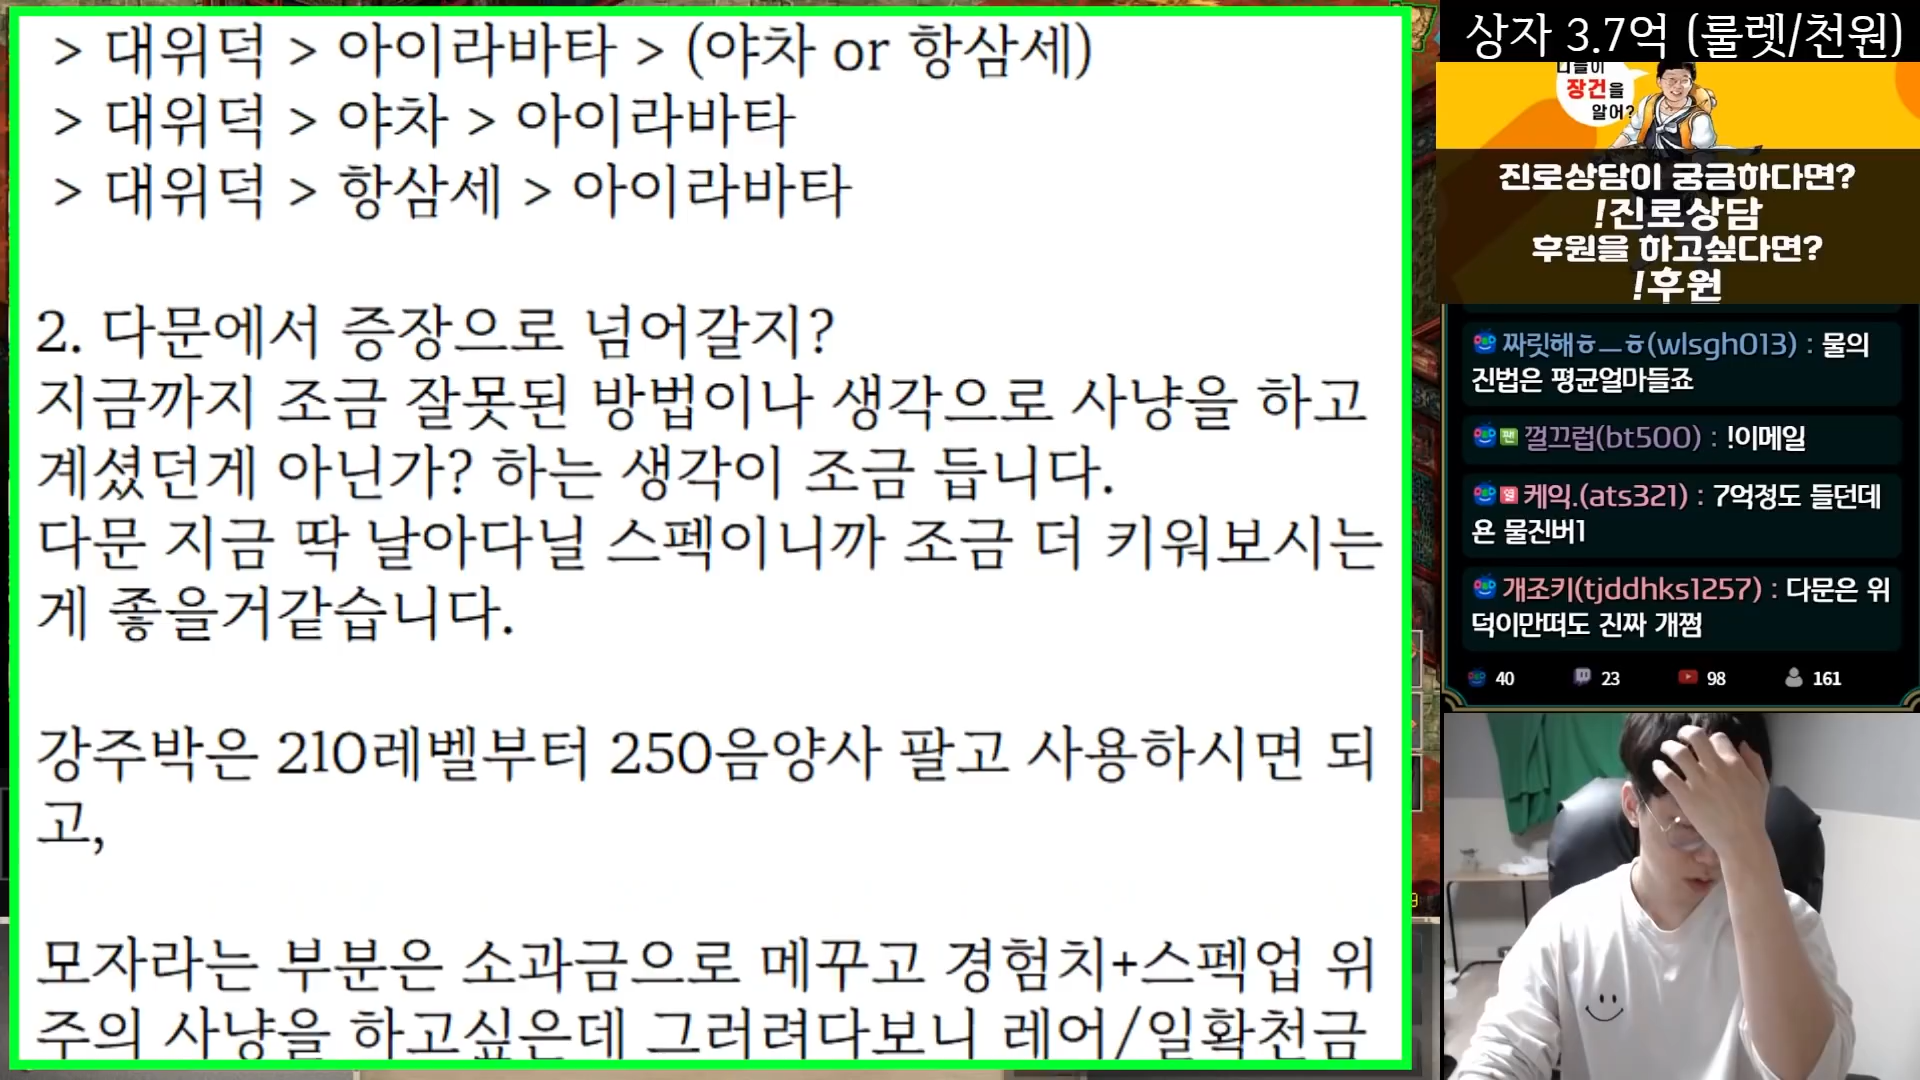 > 대위덕 > 아이라바타 > (야차 or 항삼세)
> 대위덕 > 야차 > 아이라바타
> 대위덕 > 항삼세 > 아이라바타
2. 다문에서 증장으로 넘어갈지?
지금까지 조금 잘못된 방법이나 생각으로 사냥을 하고
계셨던게 아닌가? 하는 생각이 조금 듭니다.
다문 지금 딱 날아다닐 스펙이니까 조금 더 키워보시는
게 좋을거같습니다.
강주박은 210레벨부터 250음양사 팔고 사용하시면 되
고,
모자라는 부분은 소과금으로 메꾸고 경험치+스펙업 위
주의 사냥을 하고싶은데 그러려다보니 레어/일확천금
상자 3.7억 (룰렛/천원)
장건을
알어?
진로상담이 궁금하다면?
!진로상담
후원을 하고싶다면?
!후원
짜릿해ㅎㅡㅎ(wlsgh013) : 물의
진법은 평균얼마들죠
껄끄럽(bt500) : !이메일
케익.(ats321) : 7억정도 들던데
욘 물진버1
개조키(tjddhks1257) : 다문은 위
덕이만떠도 진짜 개쩜
40 23 98 161